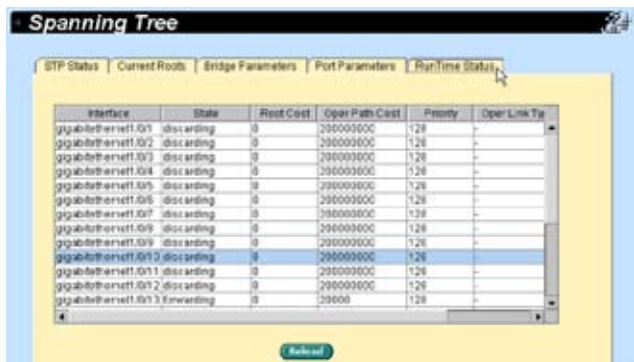 Spanning Tree
STP Status Current Roots Bridge Parameters Port Parameters RunTime Status
Interface State Root Cost Oper Path Cost Priority Oper Link Typ
gigabitethernet1/0/1 discarding 0 200000000 128 -
gigabitethernet1/0/2 discarding 0 200000000 128 -
gigabitethernet1/0/3 discarding 0 200000000 128 -
gigabitethernet1/0/4 discarding 0 200000000 128 -
gigabitethernet1/0/5 discarding 0 200000000 128 -
gigabitethernet1/0/6 discarding 0 200000000 128 -
gigabitethernet1/0/7 discarding 0 200000000 128 -
gigabitethernet1/0/8 discarding 0 200000000 128 -
gigabitethernet1/0/9 discarding 0 200000000 128 -
gigabitethernet1/0/10 discarding 0 200000000 128 -
gigabitethernet1/0/11 discarding 0 200000000 128 -
gigabitethernet1/0/12 discarding 0 200000000 128 -
gigabitethernet1/0/13 forwarding 0 20000 128 -
Reload